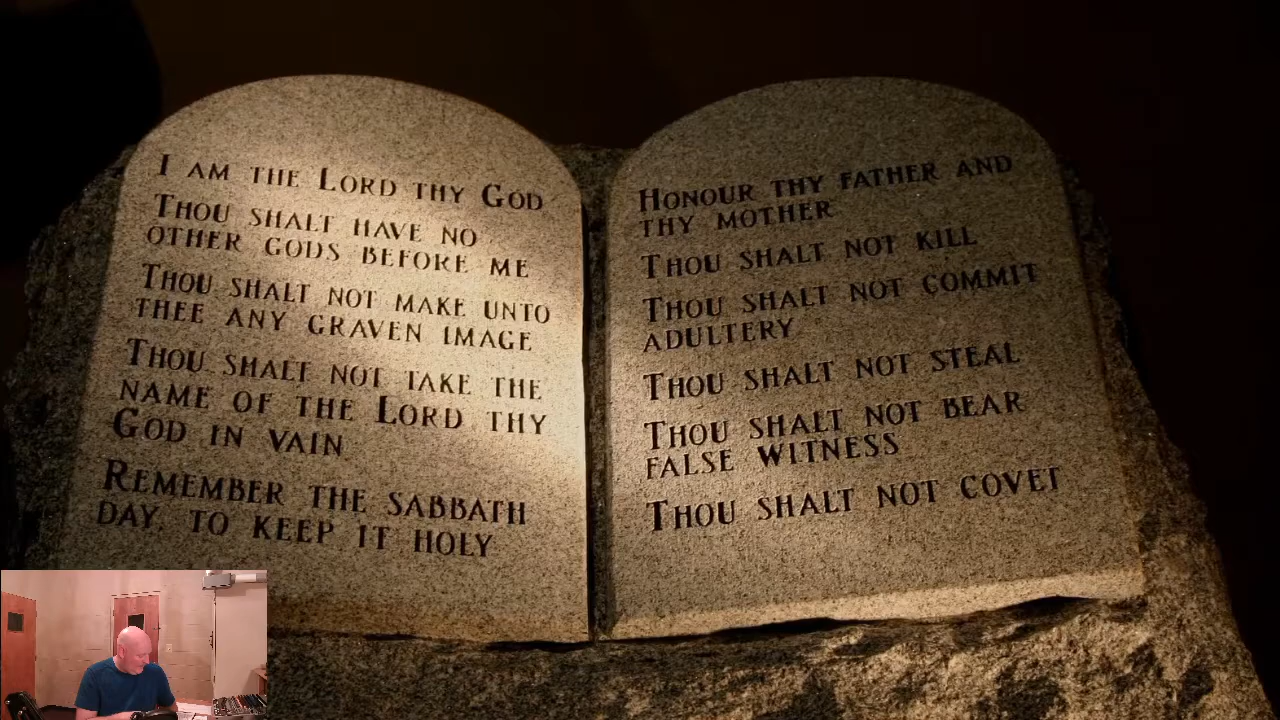 I AM THE LORD THY GOD
THOU SHALT HAVE NO
OTHER GODS BEFORE ME
THOU SHALT NOT MAKE UNTO
THEE ANY GRAVEN IMAGE
THOU SHALT NOT TAKE THE
NAME OF THE LORD THY
GOD IN VAIN
REMEMBER THE SABBATH
DAY, TO KEEP IT HOLY
HONOUR THY FATHER AND
THY MOTHER
THOU SHALT NOT KILL
THOU SHALT NOT COMMIT
ADULTERY
THOU SHALT NOT STEAL
THOU SHALT NOT BEAR
FALSE WITNESS
THOU SHALT NOT COVET